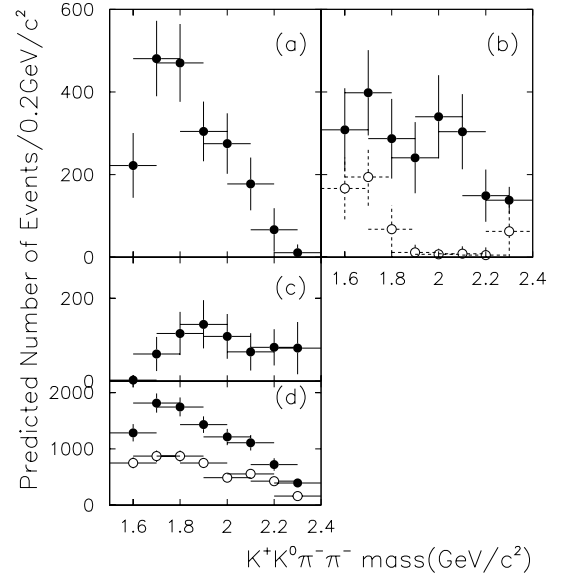 Predicted Number of Events/0.2GeV/c²
600
400
200
0
(a)
(b)
1.6 1.8 2 2.2 2.4
200
0
(c)
2000
1000
0
(d)
1.6 1.8 2 2.2 2.4
K⁺K⁰π⁻π⁻ mass(GeV/c²)